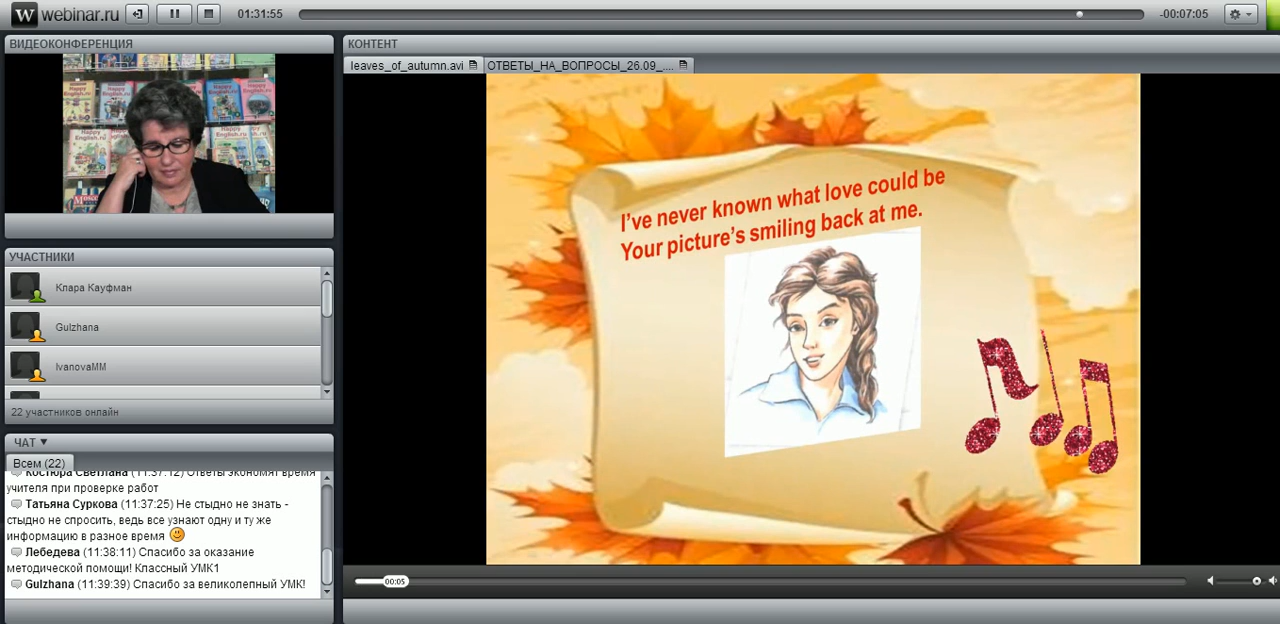 webinar.ru
01:31:55
-00:07:05
ВИДЕОКОНФЕРЕНЦИЯ
Happy English.ru
УЧАСТНИКИ
Клара Кауфман
Gulzhana
IvanovaMM
22 участников онлайн
ЧАТ
Всем (22)
Костюра Светлана (11:37:12) Ответы экономят время
учителя при проверке работ
Татьяна Суркова (11:37:25) Не стыдно не знать -
стыдно не спросить, ведь все узнают одну и ту же
информацию в разное время
Лебедева (11:38:11) Спасибо за оказание
методической помощи! Классный УМК1
Gulzhana (11:39:39) Спасибо за великолепный УМК!
КОНТЕНТ
leaves_of_autumn.avi
ОТВЕТЫ_НА_ВОПРОСЫ_26.09_....
I've never known what love could be
Your picture's smiling back at me.
00:05